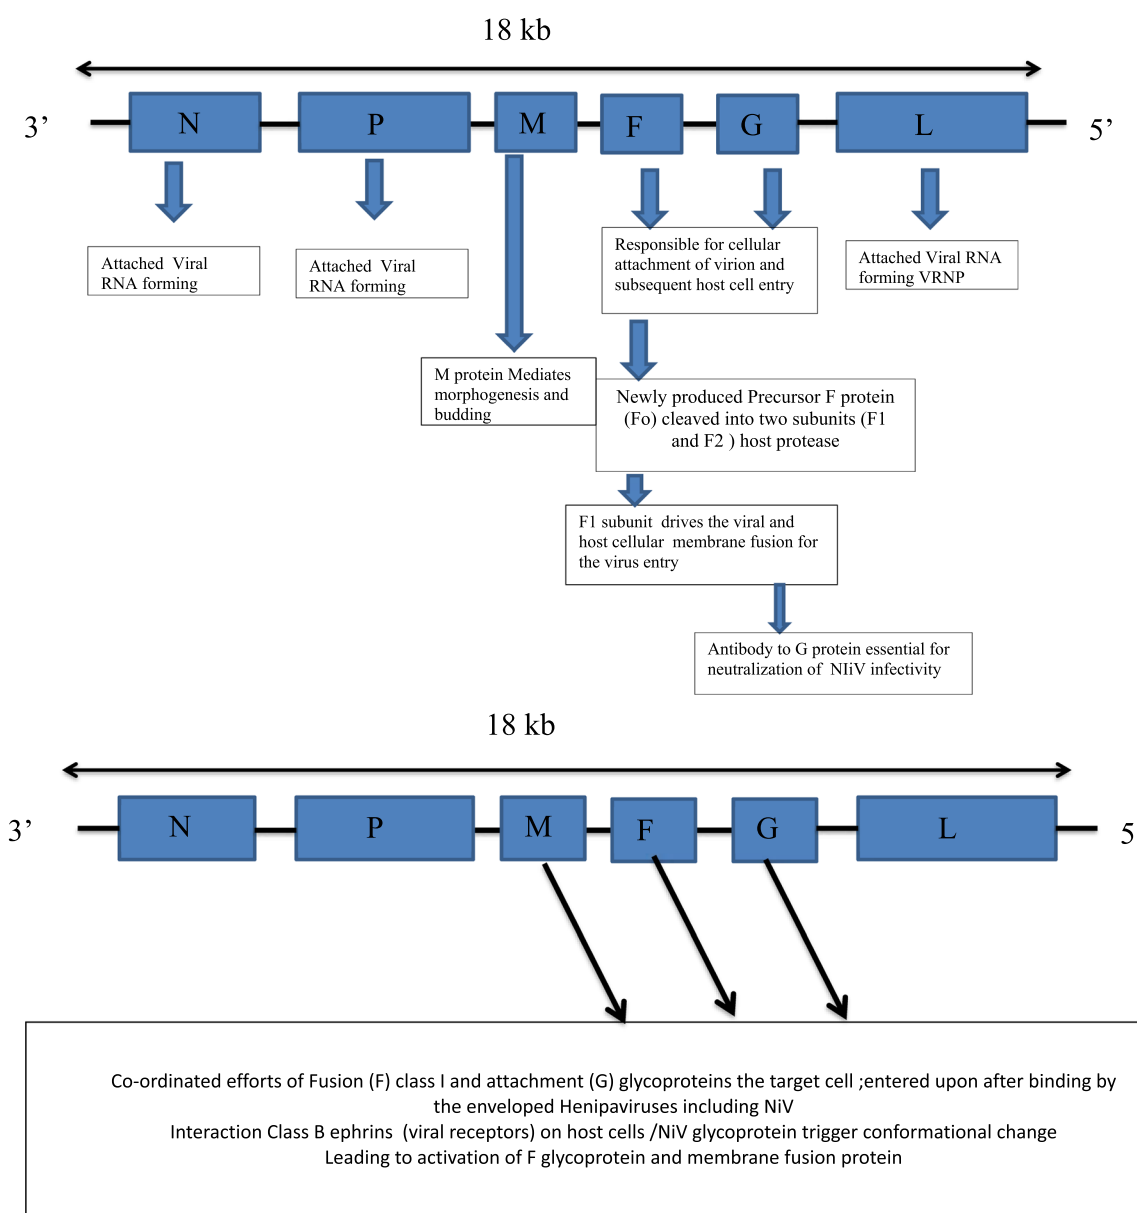 18 kb
3’ N P M F G L 5’
Attached Viral
RNA forming
Attached Viral
RNA forming
Responsible for cellular
attachment of virion and
subsequent host cell entry
Attached Viral RNA
forming VRNP
M protein Mediates
morphogenesis and
budding
Newly produced Precursor F protein
(Fo) cleaved into two subunits (F1
and F2 ) host protease
F1 subunit drives the viral and
host cellular membrane fusion for
the virus entry
Antibody to G protein essential for
neutralization of NIiV infectivity
18 kb
3’ N P M F G L 5
Co-ordinated efforts of Fusion (F) class I and attachment (G) glycoproteins the target cell ;entered upon after binding by
the enveloped Henipaviruses including NiV
Interaction Class B ephrins (viral receptors) on host cells /NiV glycoprotein trigger conformational change
Leading to activation of F glycoprotein and membrane fusion protein